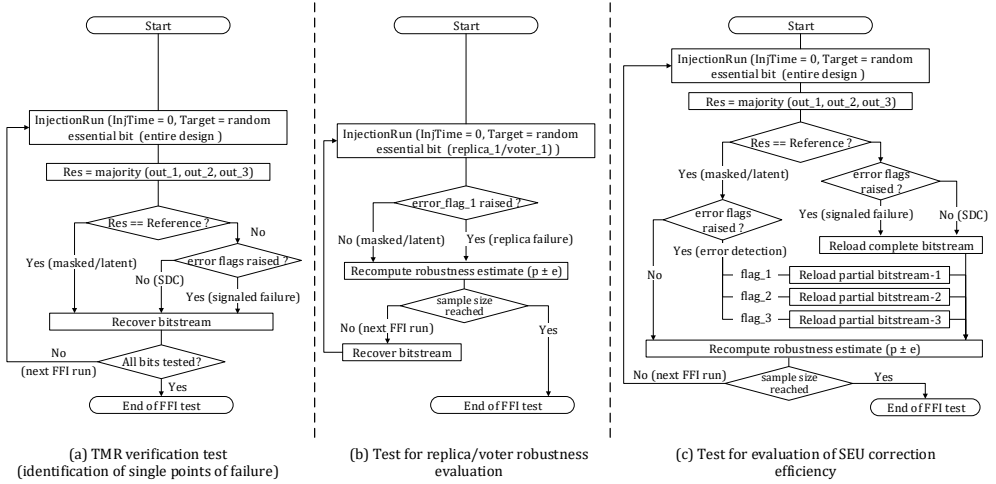 Start
InjectionRun (InjTime = 0, Target = random
essential bit (entire design )
Res = majority (out_1, out_2, out_3)
Res == Reference ?
No
Yes (masked/latent)
error flags raised ?
No (SDC)
Yes (signaled failure)
Recover bitstream
No
(next FFI run)
All bits tested?
Yes
End of FFI test
(a) TMR verification test
(identification of single points of failure)
Start
InjectionRun (InjTime = 0, Target = random
essential bit (replica_1/voter_1) )
error_flag_1 raised ?
No (masked/latent)
Yes (replica failure)
Recompute robustness estimate (p ± e)
sample size
reached
No (next FFI run)
Yes
Recover bitstream
End of FFI test
(b) Test for replica/voter robustness
evaluation
Start
InjectionRun (InjTime = 0, Target = random
essential bit (entire design )
Res = majority (out_1, out_2, out_3)
Res == Reference ?
Yes (masked/latent)
error flags
raised ?
error flags
raised ?
Yes (signaled failure)
No (SDC)
Reload complete bitstream
Yes (error detection)
No
flag_1
Reload partial bitstream-1
flag_2
Reload partial bitstream-2
flag_3
Reload partial bitstream-3
Recompute robustness estimate (p ± e)
No (next FFI run)
sample size
reached
Yes
End of FFI test
(c) Test for evaluation of SEU correction
efficiency